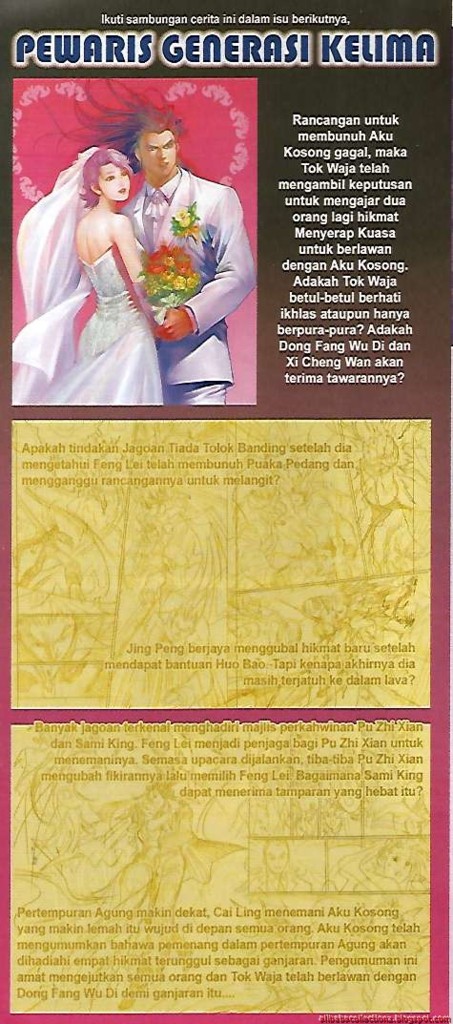 Ikuti sambungan cerita ini dalam isu berikutnya,
PEWARIS GENERASI KELIMA
Rancangan untuk
membunuh Aku
Kosong gagal, maka
Tok Waja telah
mengambil keputusan
untuk mengajar dua
orang lagi hikmat
Menyerap Kuasa
untuk berlawan
dengan Aku Kosong.
Adakah Tok Waja
betul-betul berhati
ikhlas ataupun hanya
berpura-pura? Adakah
Dong Fang Wu Di dan
Xi Cheng Wan akan
terima tawarannya?
Apakah tindakan Jagoan Tiada Tolok Banding setelah dia
mengetahui Feng Lei telah membunuh Puaka Pedang dan
mengganggu rancangannya untuk melangit?
Jing Peng berjaya menggubal hikmat baru setelah
mendapat bantuan Huo Bao. Tapi kenapa akhirnya dia
masih terjatuh ke dalam lava?
Banyak jagoan terkenal menghadiri majlis perkahwinan Pu Zhi Xian
dan Sami King. Feng Lei menjadi penjaga bagi Pu Zhi Xian untuk
menemaninya. Semasa upacara dijalankan, tiba-tiba Pu Zhi Xian
mengubah fikirannya lalu memilih Feng Lei. Bagaimana Sami King
dapat menerima tamparan yang hebat itu?
Pertempuran Agung makin dekat, Cai Ling menemani Aku Kosong
yang makin lemah itu wujud di depan semua orang. Aku Kosong telah
mengumumkan bahawa pemenang dalam pertempuran Agung akan
dihadiahi empat hikmat terunggul sebagai ganjaran. Pengumuman ini
amat mengejutkan semua orang dan Tok Waja telah berlawan dengan
Dong Fang Wu Di demi ganjaran itu....